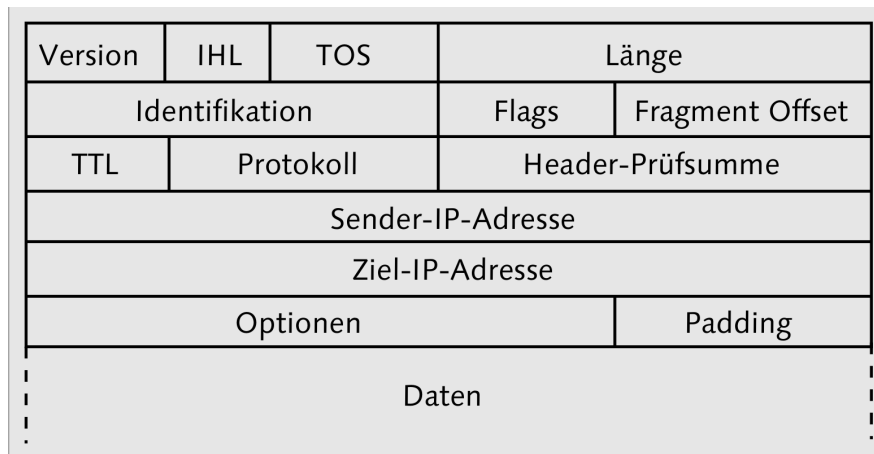 Version IHL TOS Länge
Identifikation Flags Fragment Offset
TTL Protokoll Header-Prüfsumme
Sender-IP-Adresse
Ziel-IP-Adresse
Optionen Padding
Daten